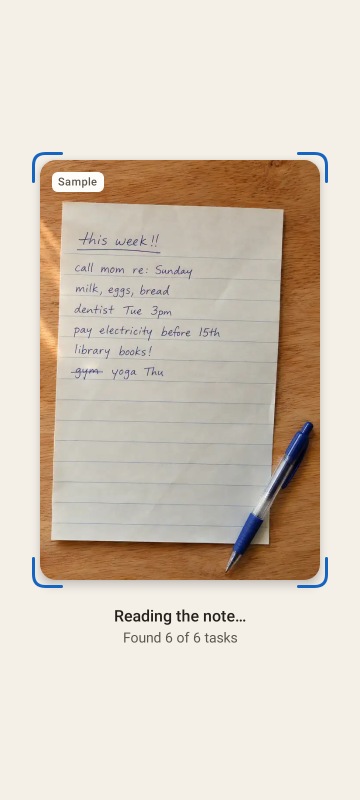 Sample
this week!!
call mom re: Sunday
milk, eggs, bread
dentist Tue 3pm
pay electricity before 15th
library books!
gym yoga Thu
Reading the note…
Found 6 of 6 tasks